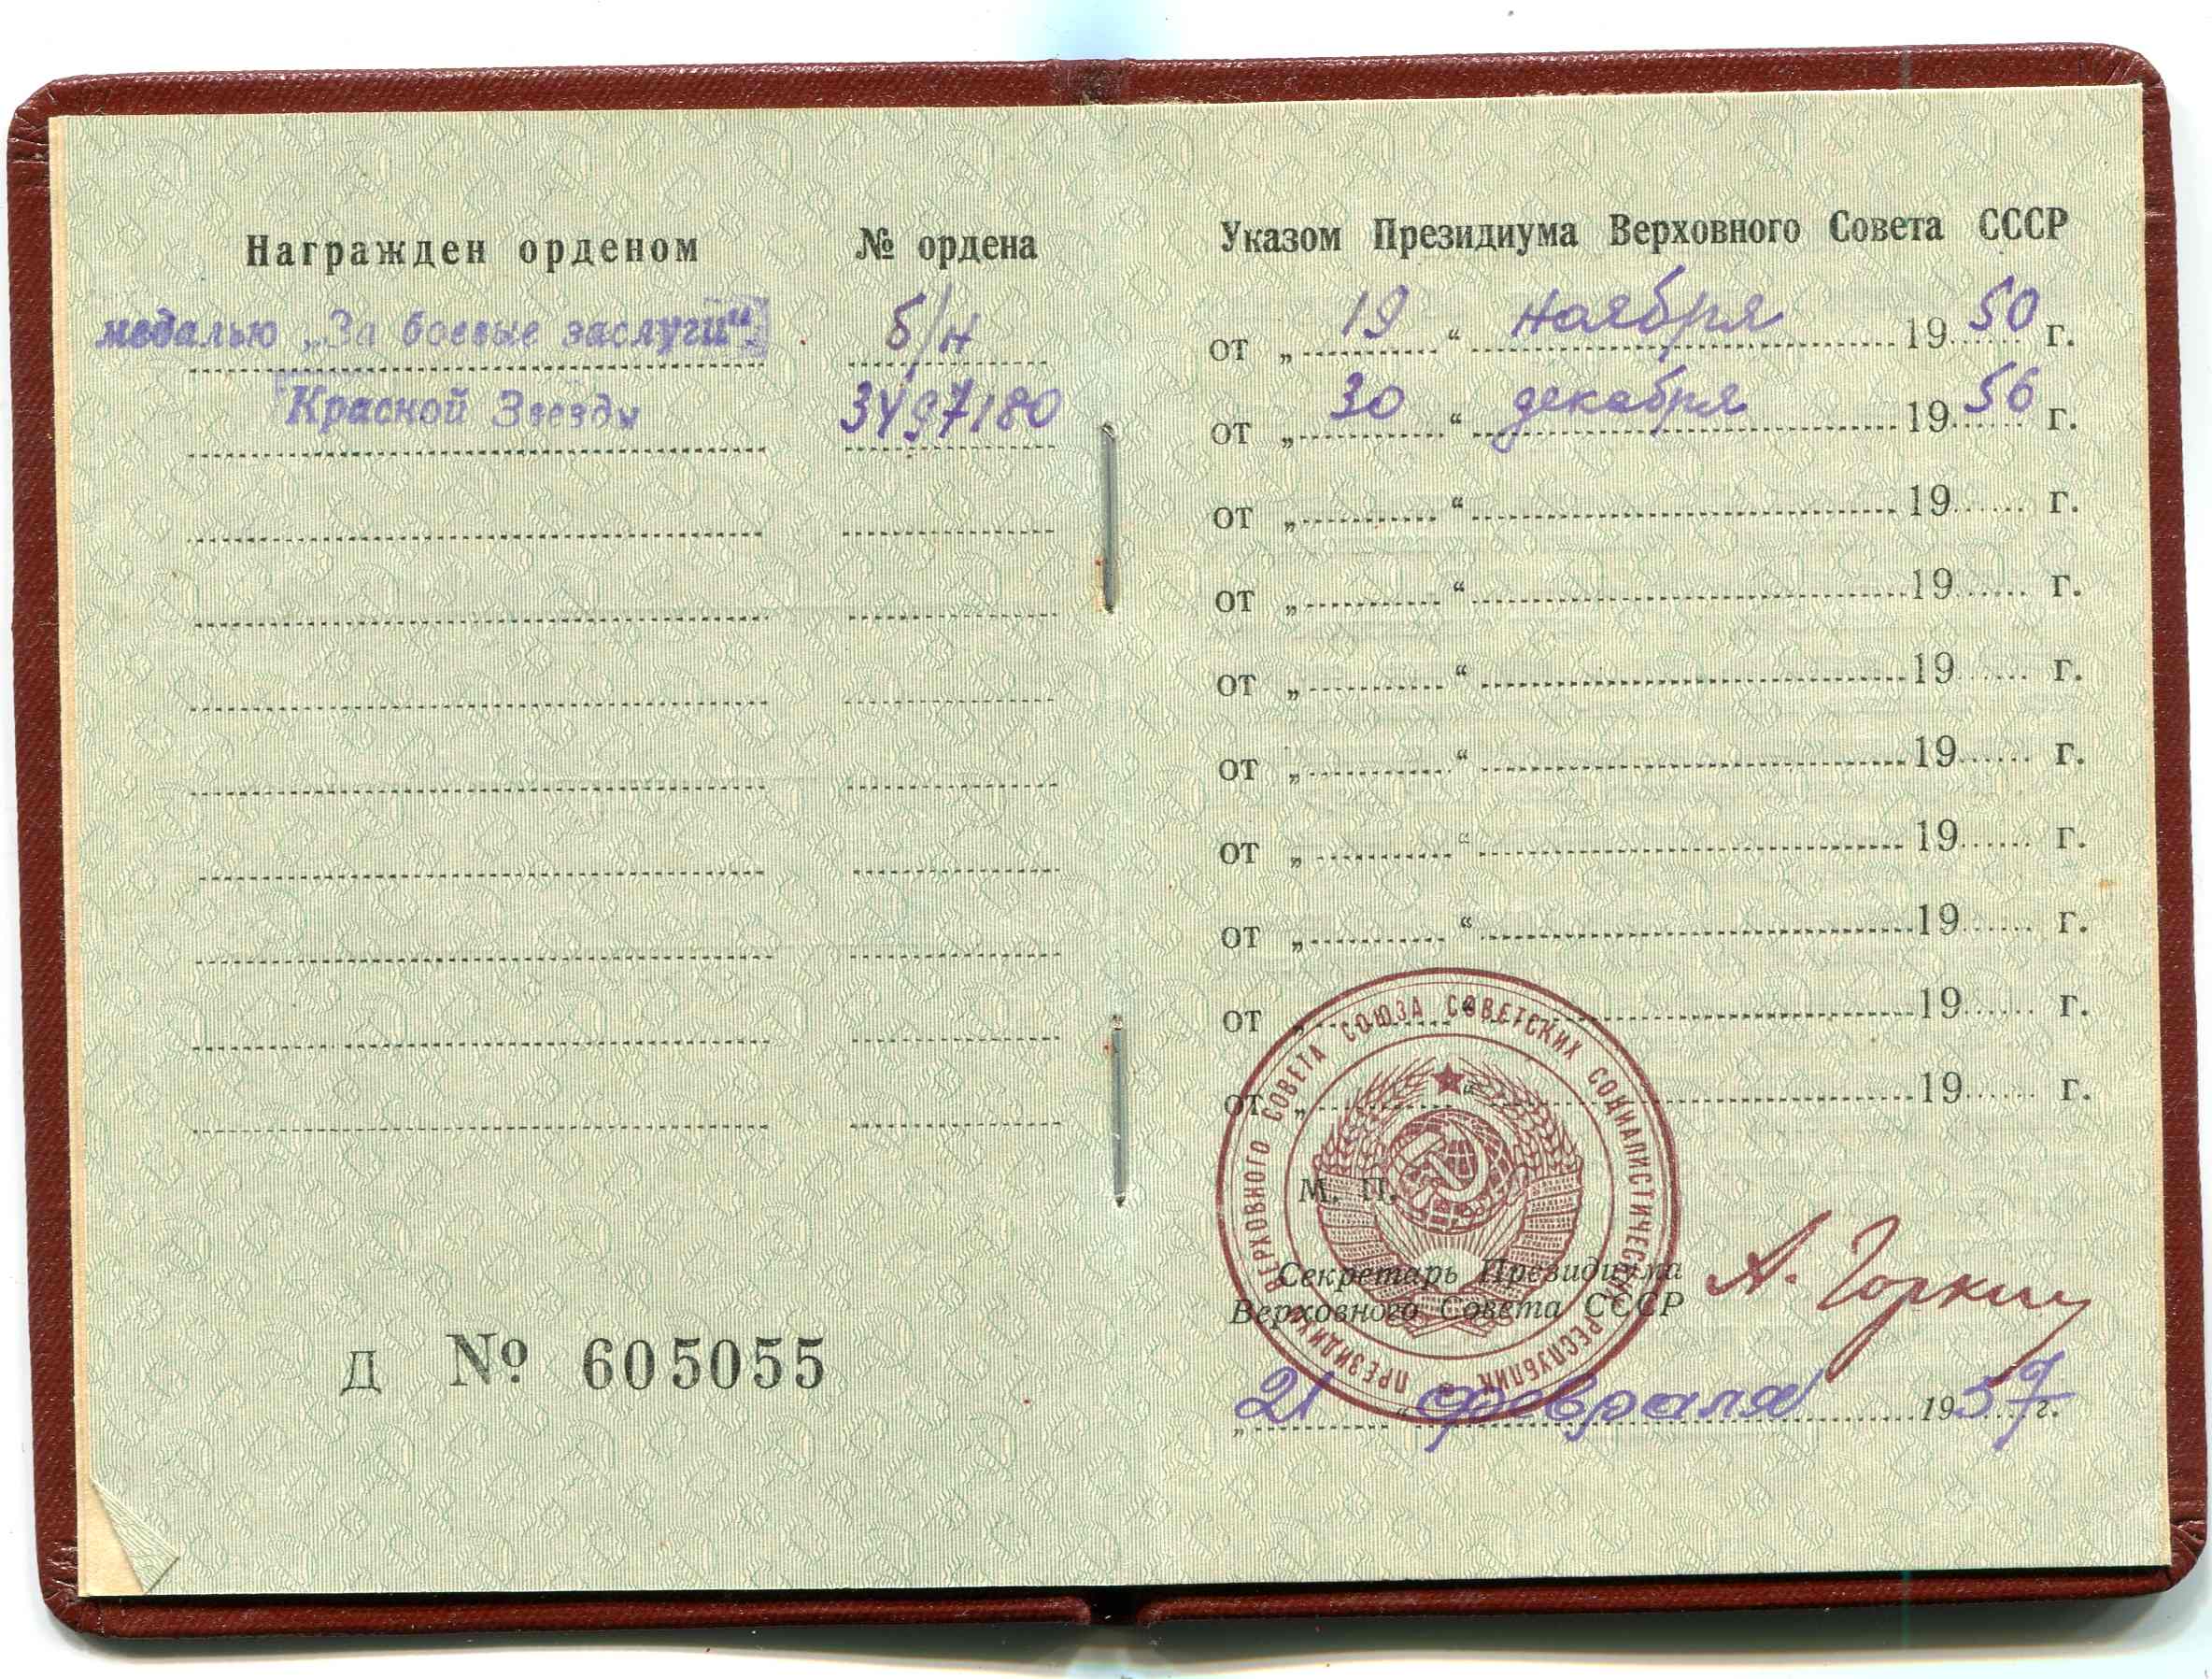 Награжден орденом
№ ордена
медалью „За боевые заслуги“.
б/н
Красной Звезды
3497180
Д № 605055
Указом Президиума Верховного Совета СССР
от „19“ ноября 1950 г.
от „30“ декабря 1956 г.
от „ “ 19 г.
от „ “ 19 г.
от „ “ 19 г.
от „ “ 19 г.
от „ “ 19 г.
от „ “ 19 г.
от „ “ 19 г.
от „ “ 19 г.
ПРЕЗИДИУМ ВЕРХОВНОГО СОВЕТА СОЮЗА СОВЕТСКИХ СОЦИАЛИСТИЧЕСКИХ РЕСПУБЛИК
М. П.
Секретарь Президиума
Верховного Совета СССР
А. Горкин
„21“ февраля 1957 г.